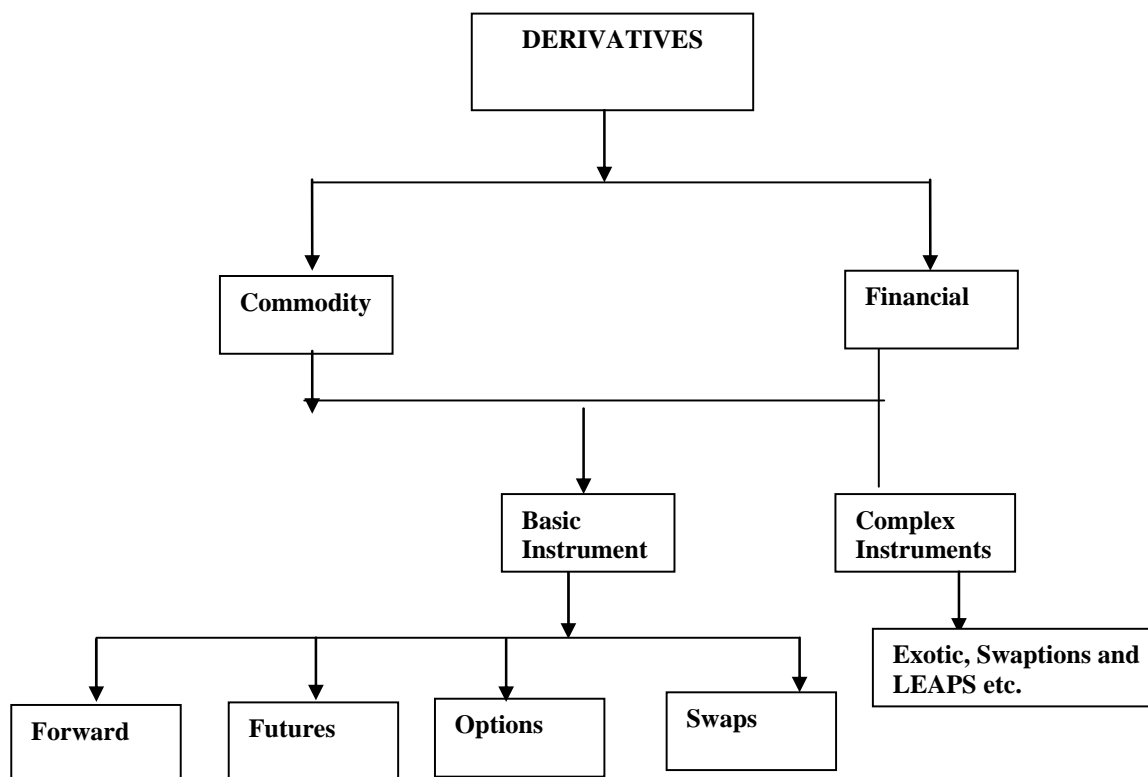 DERIVATIVES
Commodity
Financial
Basic
Instrument
Complex
Instruments
Exotic, Swaptions and
LEAPS etc.
Forward
Futures
Options
Swaps